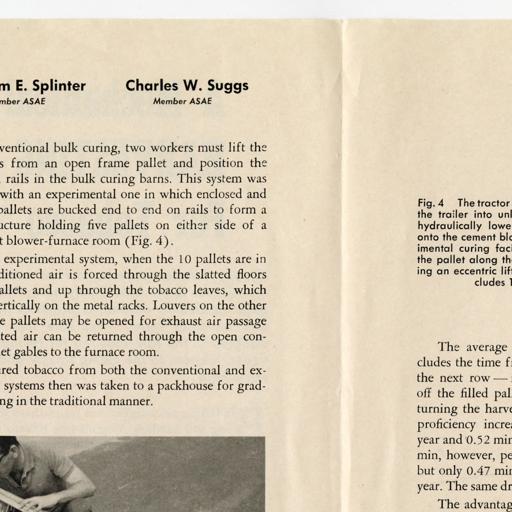 m E. Splinter
mber ASAE
Charles W. Suggs
Member ASAE
ventional bulk curing, two workers must lift the
s from an open frame pallet and position the
rails in the bulk curing barns. This system was
with an experimental one in which enclosed and
pallets are bucked end to end on rails to form a
ucture holding five pallets on either side of a
t blower-furnace room (Fig. 4).
experimental system, when the 10 pallets are in
ditioned air is forced through the slatted floors
allets and up through the tobacco leaves, which
ertically on the metal racks. Louvers on the other
e pallets may be opened for exhaust air passage
ted air can be returned through the open con-
et gables to the furnace room.
red tobacco from both the conventional and ex-
systems then was taken to a packhouse for grad-
ng in the traditional manner.
Fig. 4 The tractor
the trailer into unl
hydraulically lowe
onto the cement blo
imental curing faci
the pallet along the
ing an eccentric lift
cludes 1
The average
cludes the time f
the next row —
off the filled pal
turning the harve
proficiency increa
year and 0.52 min
min, however, pe
but only 0.47 min
year. The same dr
The advantag